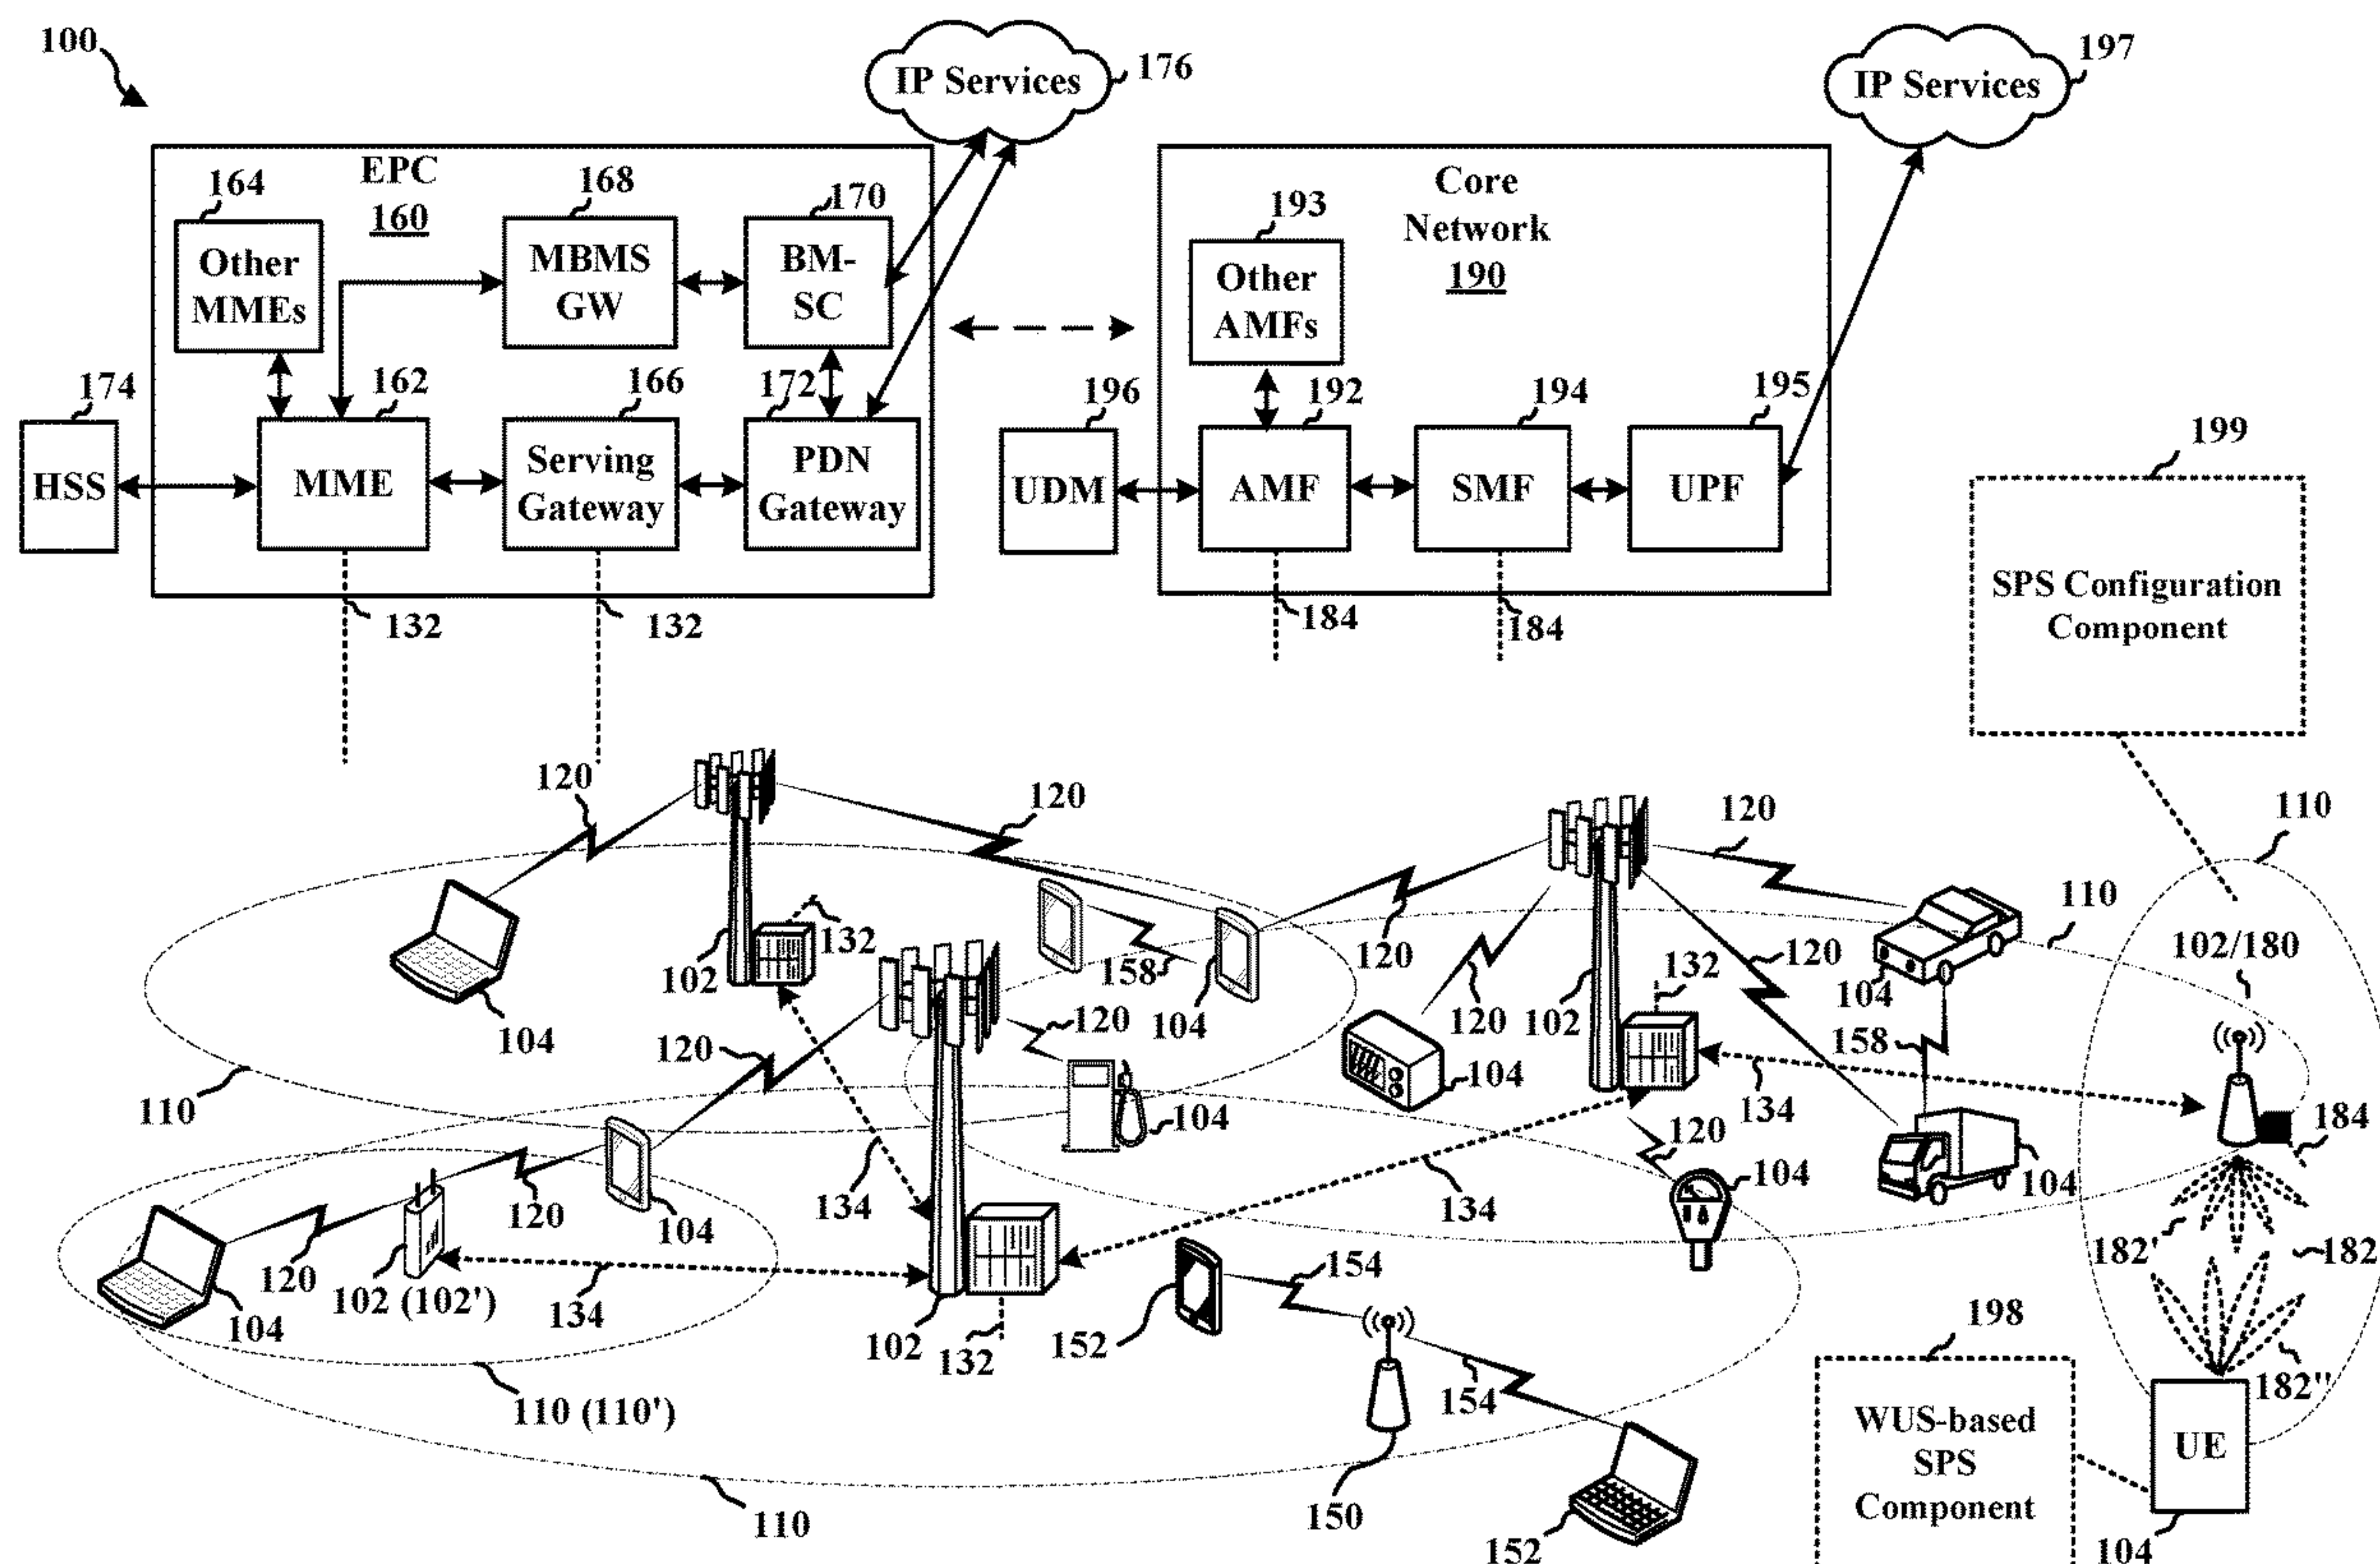 100
IP Services
176
IP Services
197
EPC
160
164
Other
MMEs
168
MBMS
GW
170
BM-
SC
Core
Network
190
193
Other
AMFs
174
HSS
162
MME
166
Serving
Gateway
172
PDN
Gateway
196
UDM
192
AMF
194
SMF
195
UPF
199
SPS Configuration
Component
132
132
184
184
120
120
120
110
110
104
102
132
158
104
120
120
102
132
120
104
158
102/180
120
120
104
104
134
184
110
104
134
120
104
104
120
120
102 (102')
104
134
134
102
132
182'
182
182"
152
154
154
150
152
110 (110')
110
198
WUS-based
SPS
Component
UE
104